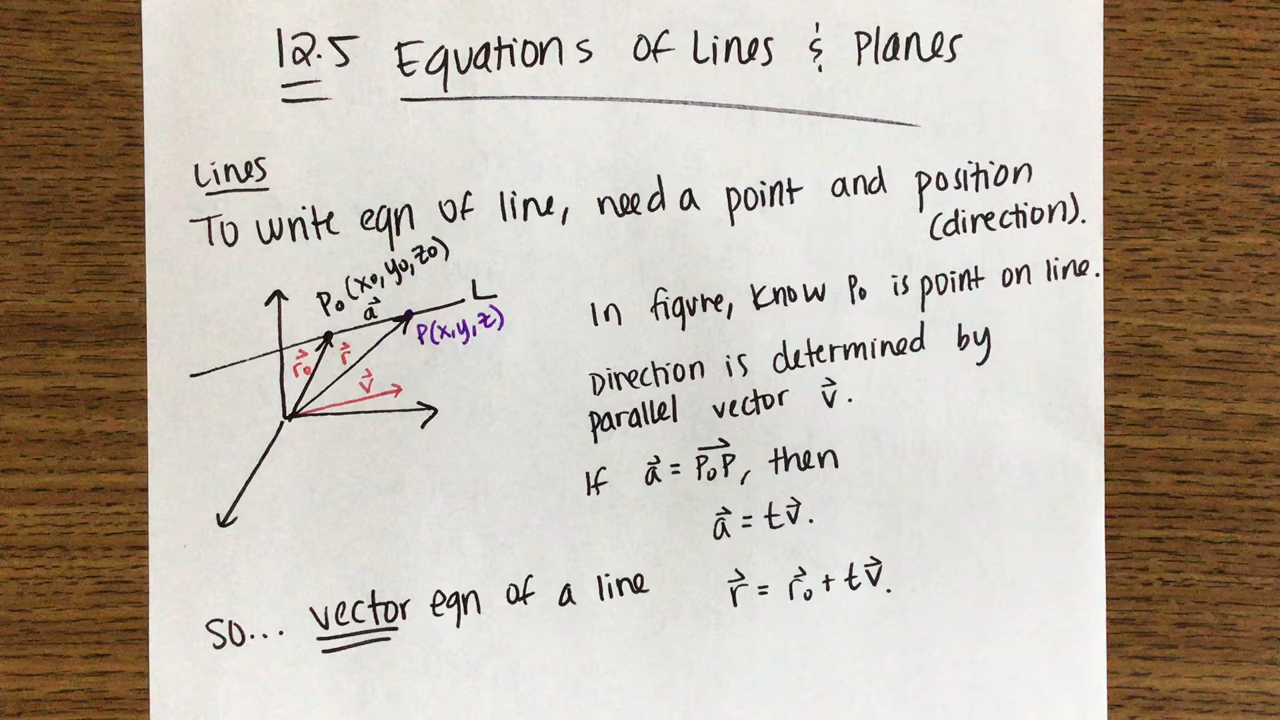 12.5 Equations of Lines & Planes
Lines
To write eqn of line, need a point and position
(direction).
P₀(x₀,y₀,z₀)
a⃗
L
P(x,y,z)
r⃗₀
r⃗
v⃗
In figure, know P₀ is point on line.
Direction is determined by
parallel vector v⃗.
If a⃗ = P₀P⃗, then
a⃗ = tv⃗.
So... vector eqn of a line r⃗ = r⃗₀ + tv⃗.